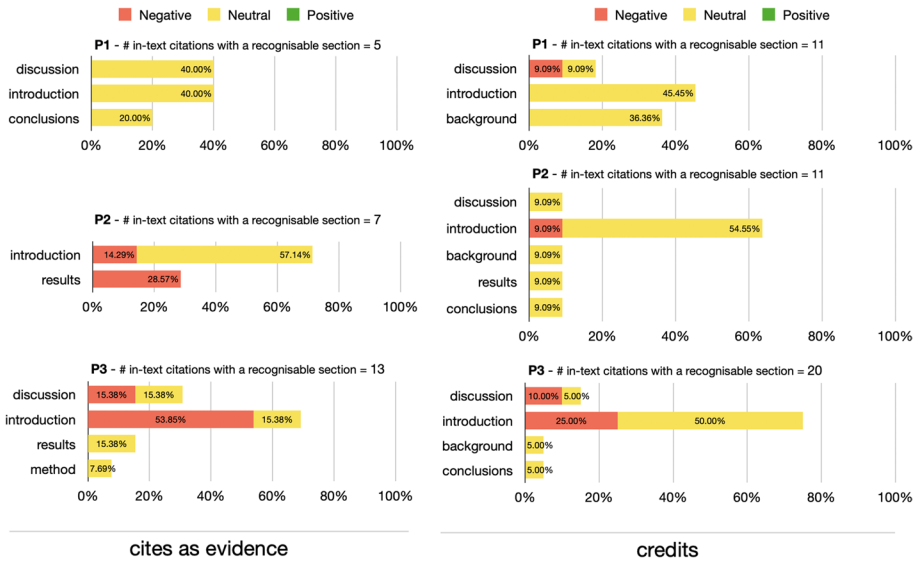 Negative Neutral Positive
P1 - # in-text citations with a recognisable section = 5
discussion 40.00%
introduction 40.00%
conclusions 20.00%
0% 20% 40% 60% 80% 100%
P2 - # in-text citations with a recognisable section = 7
introduction 14.29% 57.14%
results 28.57%
0% 20% 40% 60% 80% 100%
P3 - # in-text citations with a recognisable section = 13
discussion 15.38% 15.38%
introduction 53.85% 15.38%
results 15.38%
method 7.69%
0% 20% 40% 60% 80% 100%
cites as evidence
Negative Neutral Positive
P1 - # in-text citations with a recognisable section = 11
discussion 9.09% 9.09%
introduction 45.45%
background 36.36%
0% 20% 40% 60% 80% 100%
P2 - # in-text citations with a recognisable section = 11
discussion 9.09%
introduction 9.09% 54.55%
background 9.09%
results 9.09%
conclusions 9.09%
0% 20% 40% 60% 80% 100%
P3 - # in-text citations with a recognisable section = 20
discussion 10.00% 5.00%
introduction 25.00% 50.00%
background 5.00%
conclusions 5.00%
0% 20% 40% 60% 80% 100%
credits